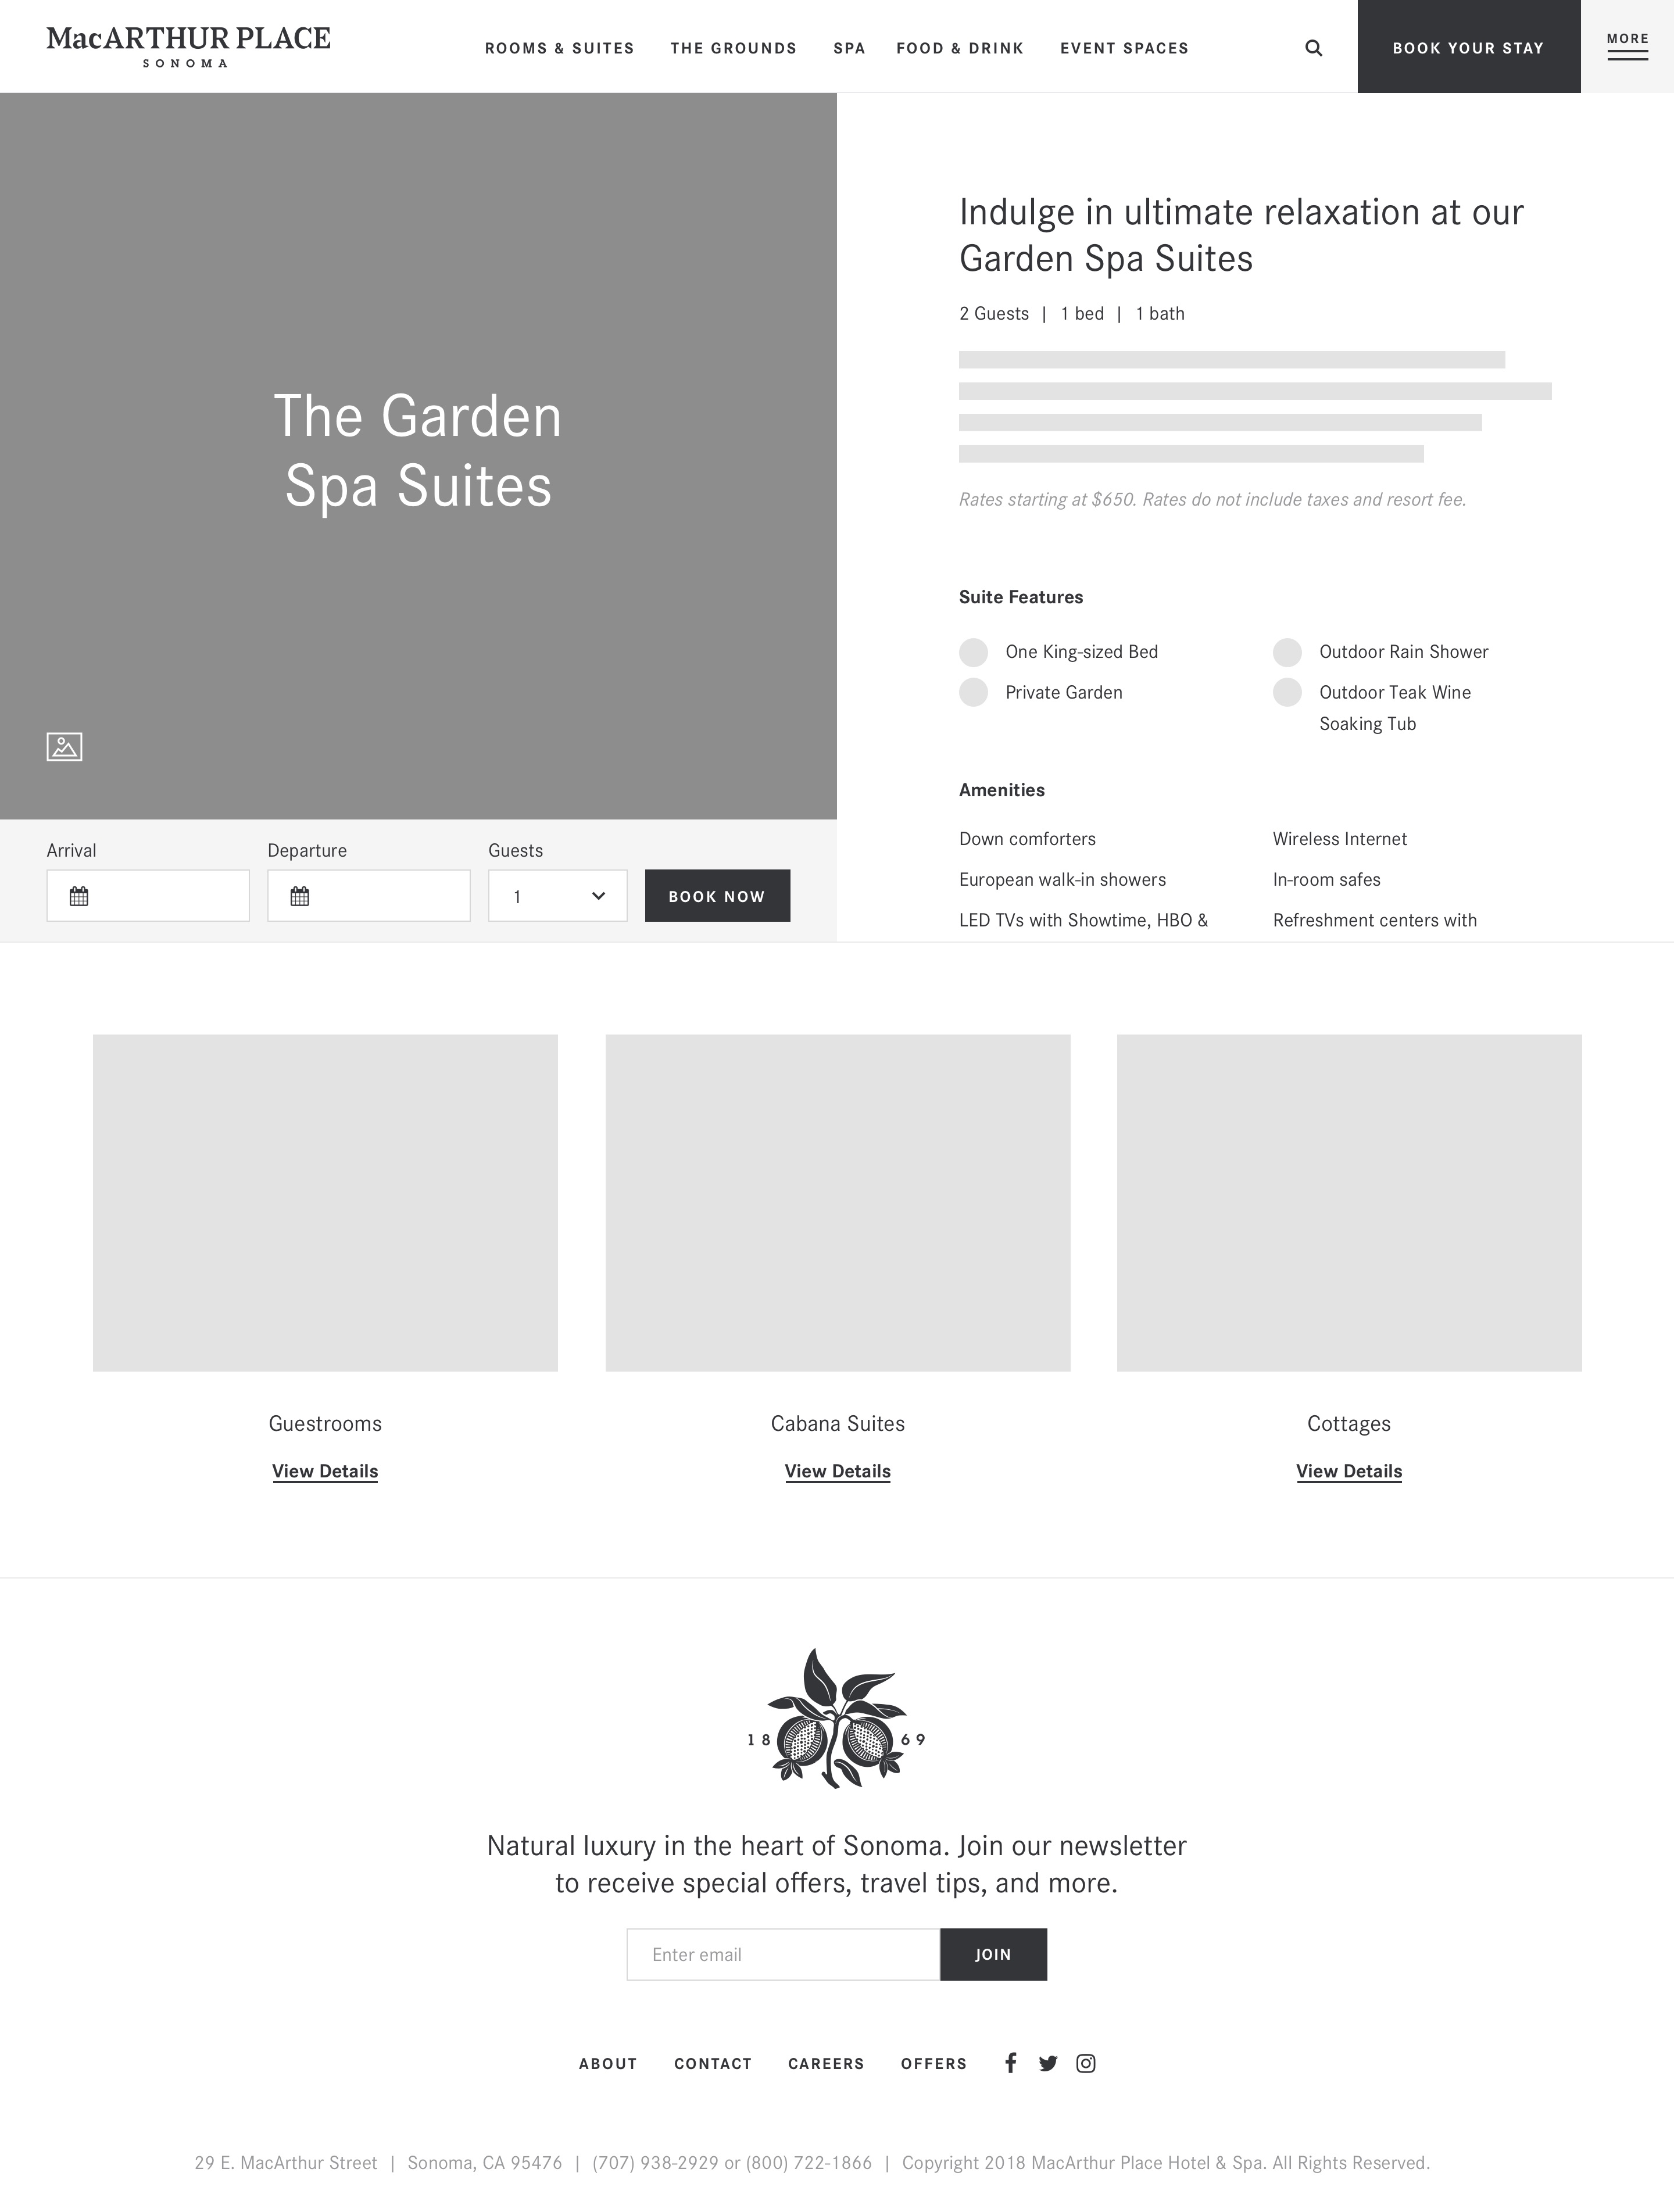 MacARTHUR PLACE
SONOMA
ROOMS & SUITES
THE GROUNDS
SPA
FOOD & DRINK
EVENT SPACES
BOOK YOUR STAY
MORE
The Garden
Spa Suites
Arrival
Departure
Guests
1
BOOK NOW
Indulge in ultimate relaxation at our
Garden Spa Suites
2 Guests | 1 bed | 1 bath
Rates starting at $650. Rates do not include taxes and resort fee.
Suite Features
One King-sized Bed
Private Garden
Outdoor Rain Shower
Outdoor Teak Wine
Soaking Tub
Amenities
Down comforters
European walk-in showers
LED TVs with Showtime, HBO &
Wireless Internet
In-room safes
Refreshment centers with
Guestrooms
View Details
Cabana Suites
View Details
Cottages
View Details
18 69
Natural luxury in the heart of Sonoma. Join our newsletter
to receive special offers, travel tips, and more.
Enter email
JOIN
ABOUT
CONTACT
CAREERS
OFFERS
29 E. MacArthur Street | Sonoma, CA 95476 | (707) 938-2929 or (800) 722-1866 | Copyright 2018 MacArthur Place Hotel & Spa. All Rights Reserved.